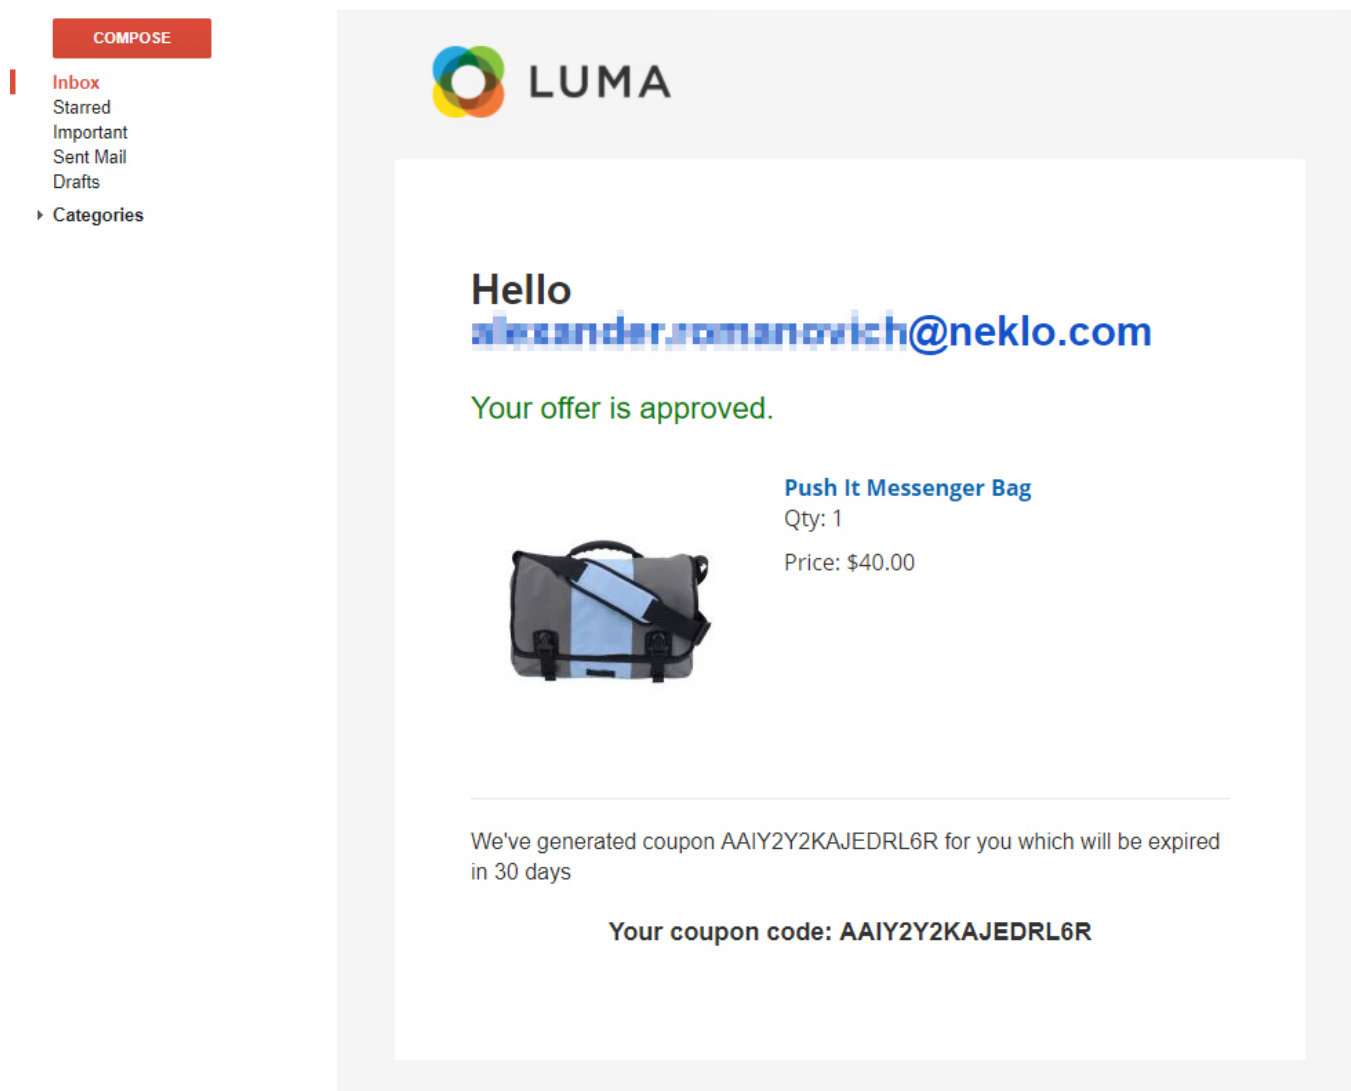 COMPOSE
Inbox
Starred
Important
Sent Mail
Drafts
Categories
LUMA
Hello
@neklo.com
Your offer is approved.
Push It Messenger Bag
Qty: 1
Price: $40.00
We've generated coupon AAIY2Y2KAJEDRL6R for you which will be expired
in 30 days
Your coupon code: AAIY2Y2KAJEDRL6R